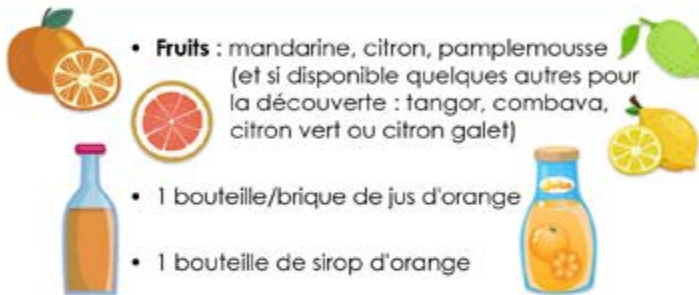 • Fruits : mandarine, citron, pamplemousse
(et si disponible quelques autres pour
la découverte : tangor, combava,
citron vert ou citron galet)
• 1 bouteille/brique de jus d'orange
• 1 bouteille de sirop d'orange